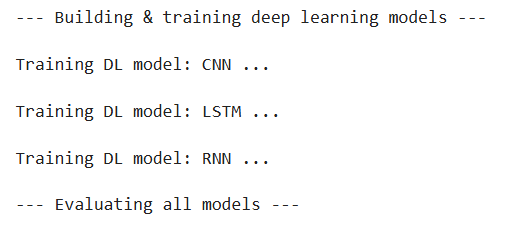 --- Building & training deep learning models ---
Training DL model: CNN ...
Training DL model: LSTM ...
Training DL model: RNN ...
--- Evaluating all models ---